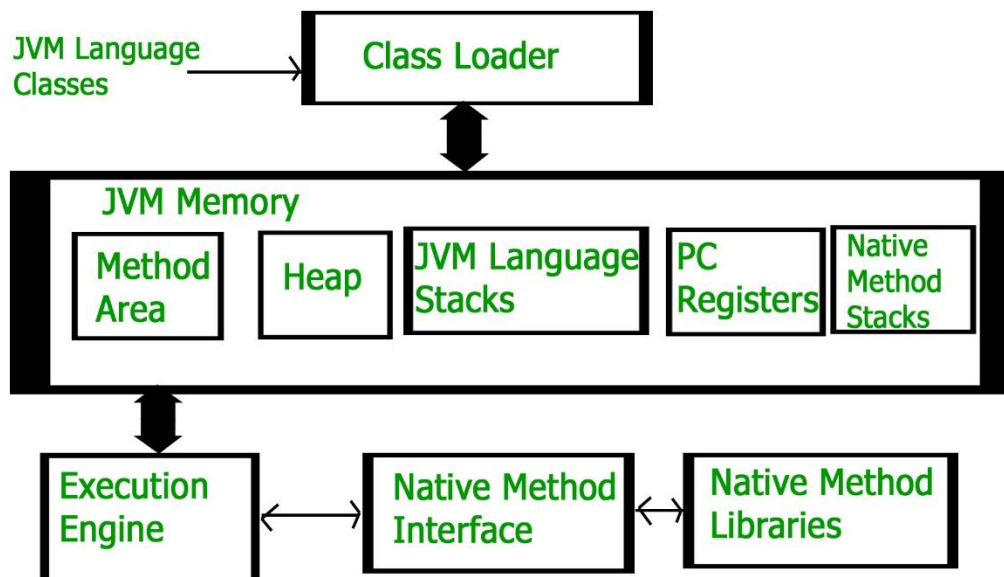 JVM Language
Classes
Class Loader
JVM Memory
Method
Area
Heap
JVM Language
Stacks
PC
Registers
Native
Method
Stacks
Execution
Engine
Native Method
Interface
Native Method
Libraries